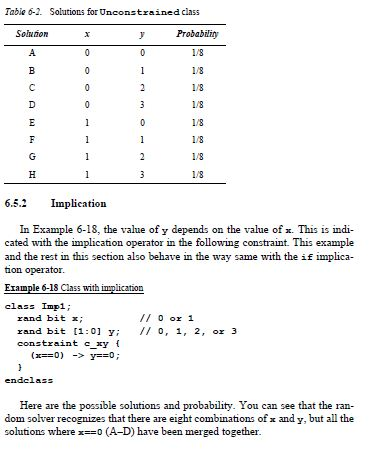 Table 6-2. Solutions for Unconstrained class
Solution x y Probability
A 0 0 1/8
B 0 1 1/8
C 0 2 1/8
D 0 3 1/8
E 1 0 1/8
F 1 1 1/8
G 1 2 1/8
H 1 3 1/8
6.5.2 Implication
In Example 6-18, the value of y depends on the value of x. This is indi-
cated with the implication operator in the following constraint. This example
and the rest in this section also behave in the way same with the if implica-
tion operator.
Example 6-18 Class with implication
class Imp1;
rand bit x; // 0 or 1
rand bit [1:0] y; // 0, 1, 2, or 3
constraint c_xy {
(x==0) -> y==0;
}
endclass
Here are the possible solutions and probability. You can see that the ran-
dom solver recognizes that there are eight combinations of x and y, but all the
solutions where x==0 (A–D) have been merged together.